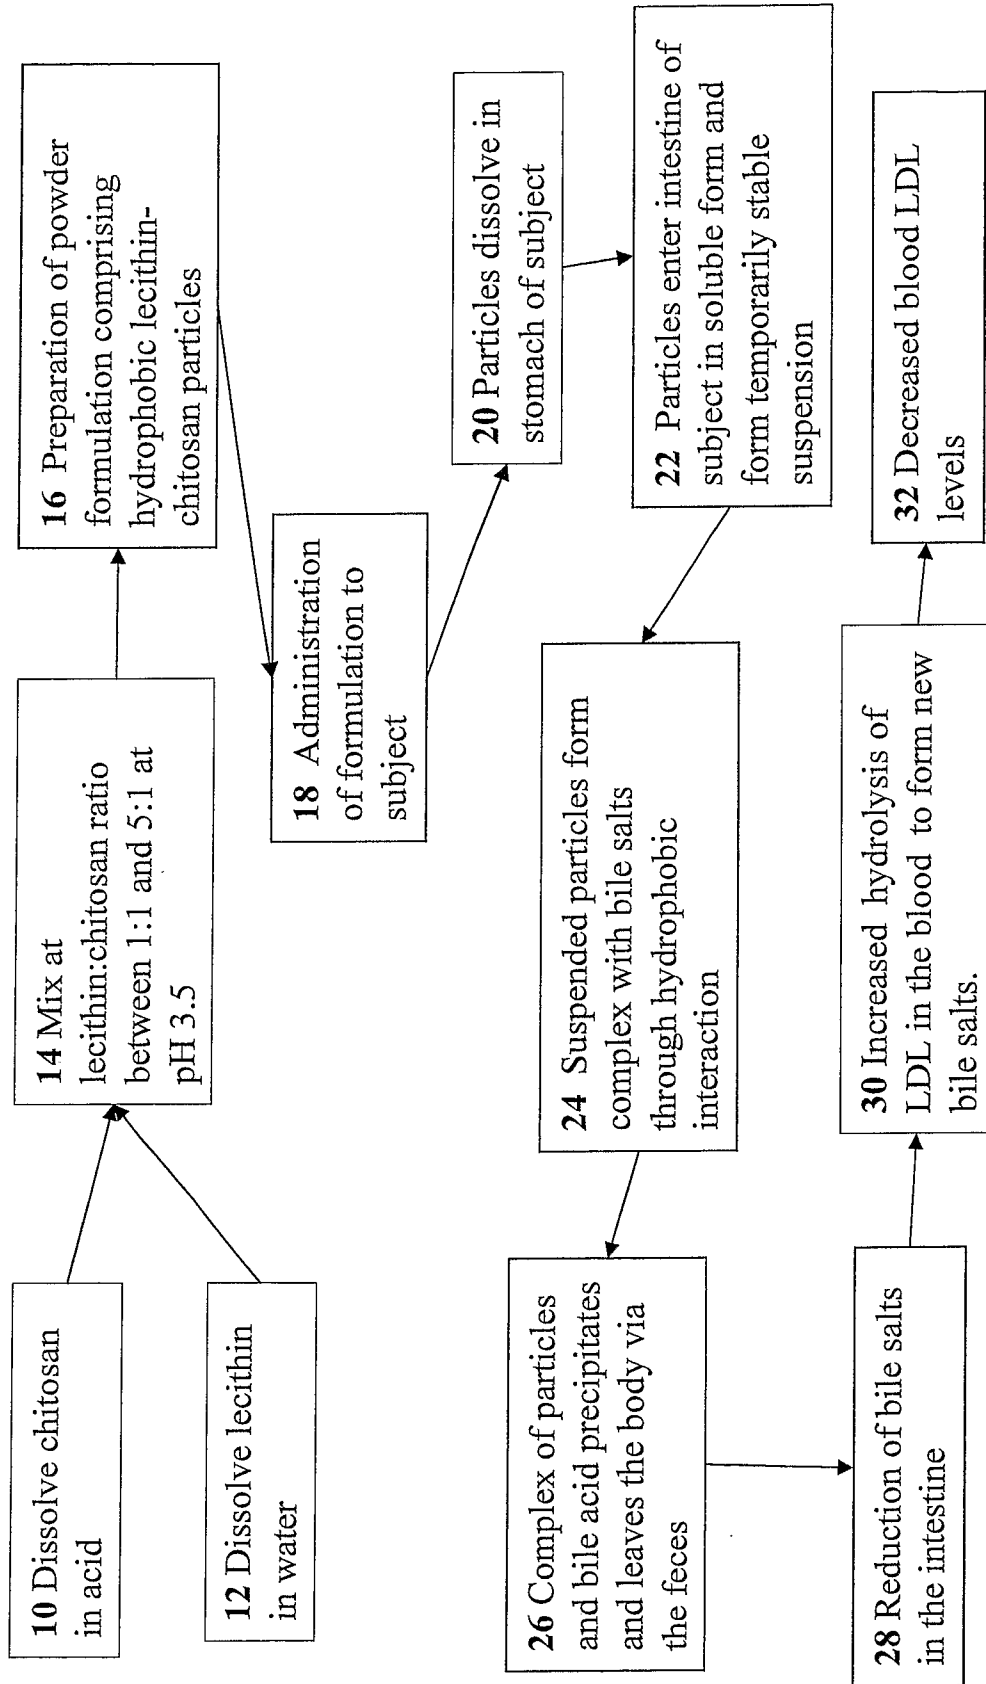 10 Dissolve chitosan
in acid
12 Dissolve lecithin
in water
14 Mix at
lecithin:chitosan ratio
between 1:1 and 5:1 at
pH 3.5
16 Preparation of powder
formulation comprising
hydrophobic lecithin-
chitosan particles
18 Administration
of formulation to
subject
20 Particles dissolve in
stomach of subject
22 Particles enter intestine of
subject in soluble form and
form temporarily stable
suspension
24 Suspended particles form
complex with bile salts
through hydrophobic
interaction
26 Complex of particles
and bile acid precipitates
and leaves the body via
the feces
28 Reduction of bile salts
in the intestine
30 Increased hydrolysis of
LDL in the blood to form new
bile salts.
32 Decreased blood LDL
levels